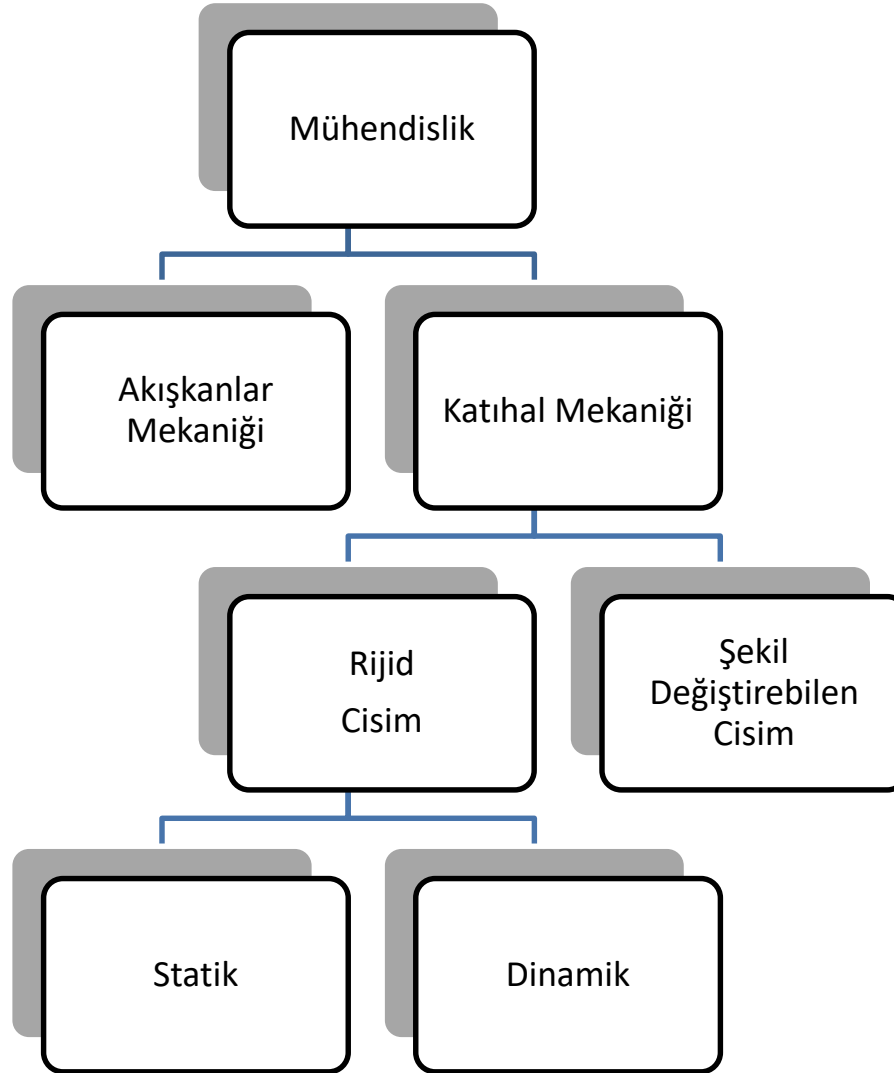 Mühendislik
Akışkanlar
Mekaniği
Katıhal Mekaniği
Rijid
Cisim
Şekil
Değiştirebilen
Cisim
Statik
Dinamik